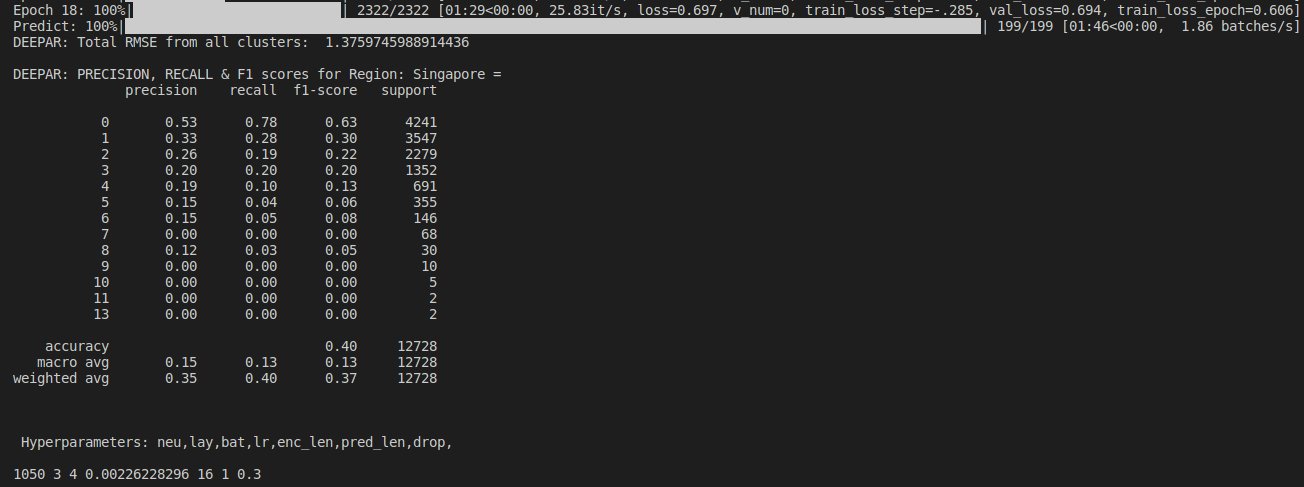 Epoch 18: 100%| | 2322/2322 [01:29<00:00, 25.83it/s, loss=0.697, v_num=0, train_loss_step=-.285, val_loss=0.694, train_loss_epoch=0.606]
Predict: 100%| | 199/199 [01:46<00:00, 1.86 batches/s]
DEEPAR: Total RMSE from all clusters: 1.3759745988914436
DEEPAR: PRECISION, RECALL & F1 scores for Region: Singapore =
precision recall f1-score support
0 0.53 0.78 0.63 4241
1 0.33 0.28 0.30 3547
2 0.26 0.19 0.22 2279
3 0.20 0.20 0.20 1352
4 0.19 0.10 0.13 691
5 0.15 0.04 0.06 355
6 0.15 0.05 0.08 146
7 0.00 0.00 0.00 68
8 0.12 0.03 0.05 30
9 0.00 0.00 0.00 10
10 0.00 0.00 0.00 5
11 0.00 0.00 0.00 2
13 0.00 0.00 0.00 2
accuracy 0.40 12728
macro avg 0.15 0.13 0.13 12728
weighted avg 0.35 0.40 0.37 12728
Hyperparameters: neu,lay,bat,lr,enc_len,pred_len,drop,
1050 3 4 0.00226228296 16 1 0.3